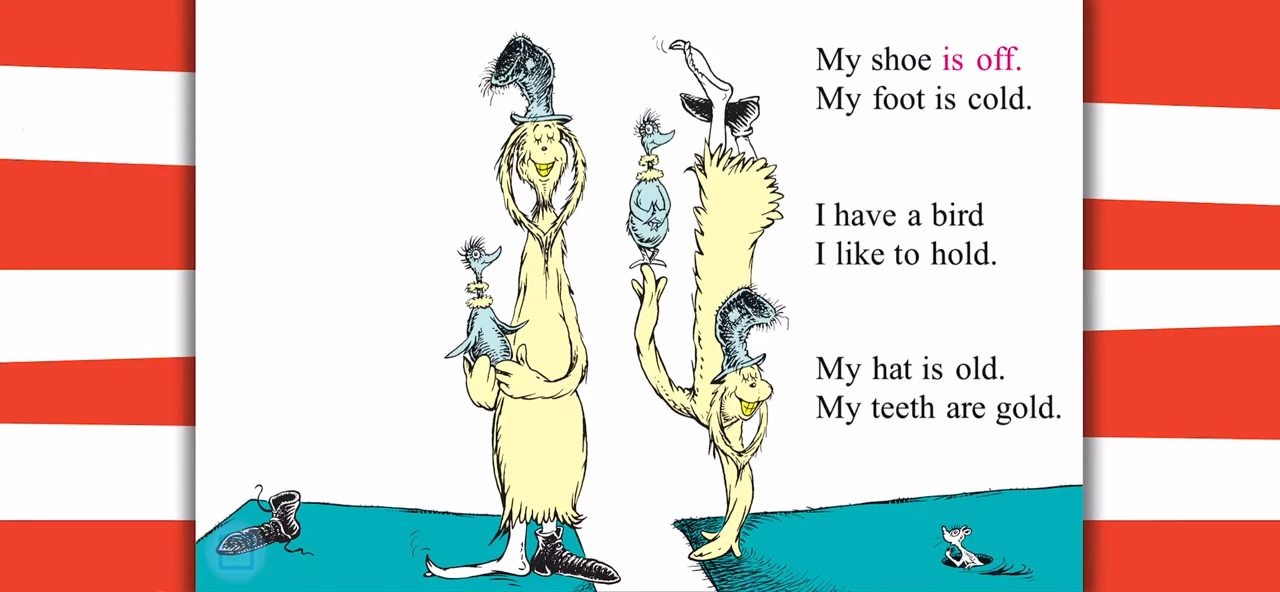 My shoe is off.
My foot is cold.
I have a bird
I like to hold.
My hat is old.
My teeth are gold.